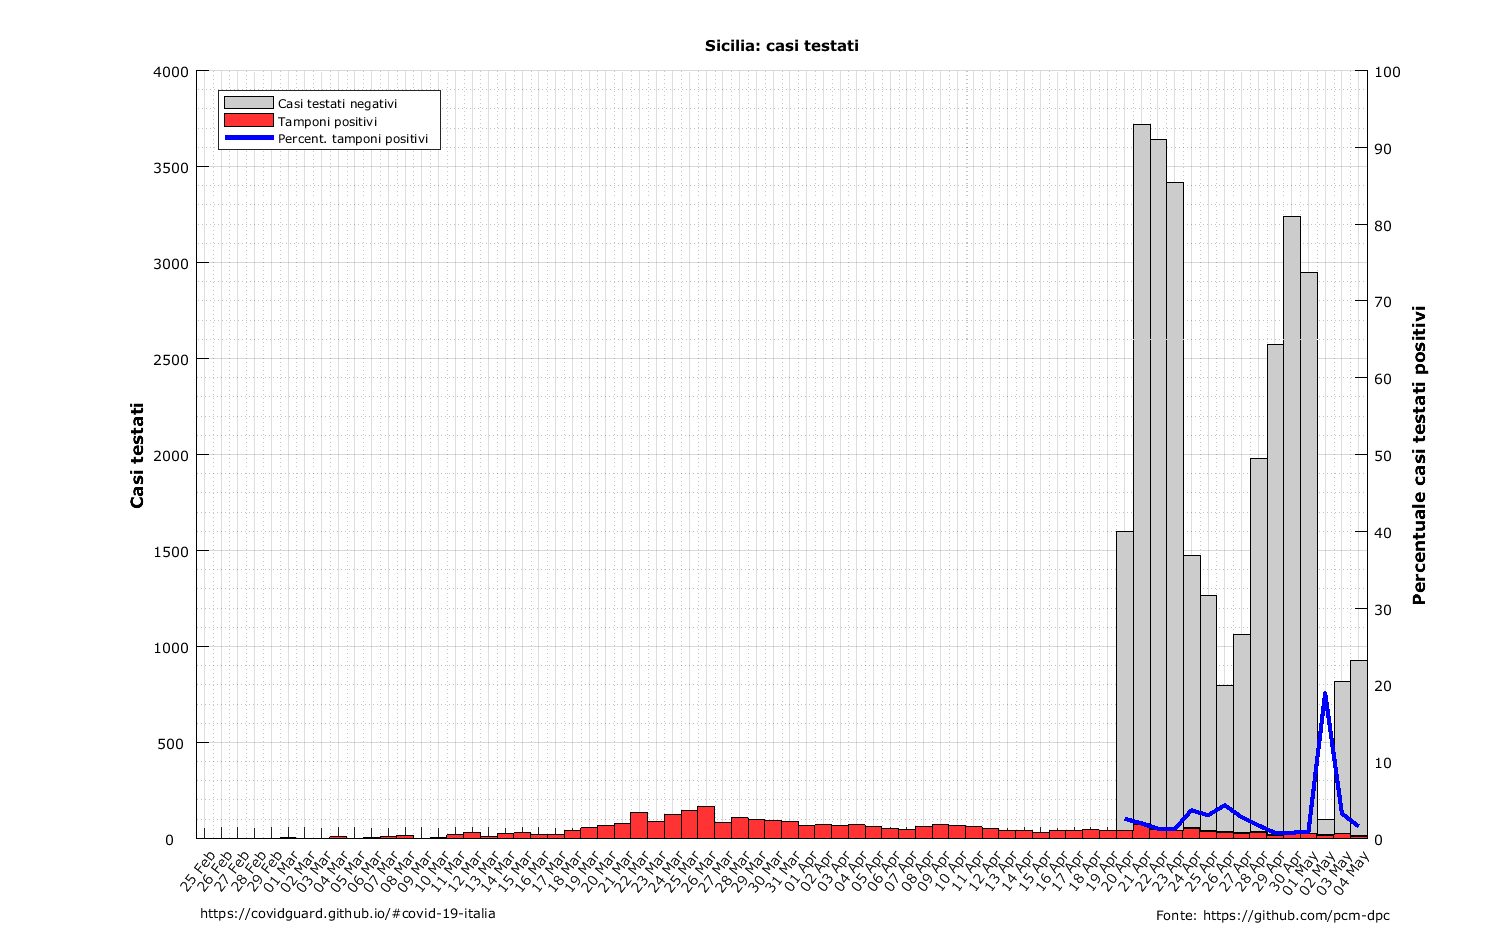 Sicilia: casi testati
Casi testati negativi
Tamponi positivi
Percent. tamponi positivi
4000
3500
3000
2500
2000
1500
1000
500
0
Casi testati
100
90
80
70
60
50
40
30
20
10
0
Percentuale casi testati positivi
25 Feb
26 Feb
27 Feb
28 Feb
29 Feb
01 Mar
02 Mar
03 Mar
04 Mar
05 Mar
06 Mar
07 Mar
08 Mar
09 Mar
10 Mar
11 Mar
12 Mar
13 Mar
14 Mar
15 Mar
16 Mar
17 Mar
18 Mar
19 Mar
20 Mar
21 Mar
22 Mar
23 Mar
24 Mar
25 Mar
26 Mar
27 Mar
28 Mar
29 Mar
30 Mar
31 Mar
01 Apr
02 Apr
03 Apr
04 Apr
05 Apr
06 Apr
07 Apr
08 Apr
09 Apr
10 Apr
11 Apr
12 Apr
13 Apr
14 Apr
15 Apr
16 Apr
17 Apr
18 Apr
19 Apr
20 Apr
21 Apr
22 Apr
23 Apr
24 Apr
25 Apr
26 Apr
27 Apr
28 Apr
29 Apr
30 Apr
01 May
02 May
03 May
04 May
https://covidguard.github.io/#covid-19-italia
Fonte: https://github.com/pcm-dpc